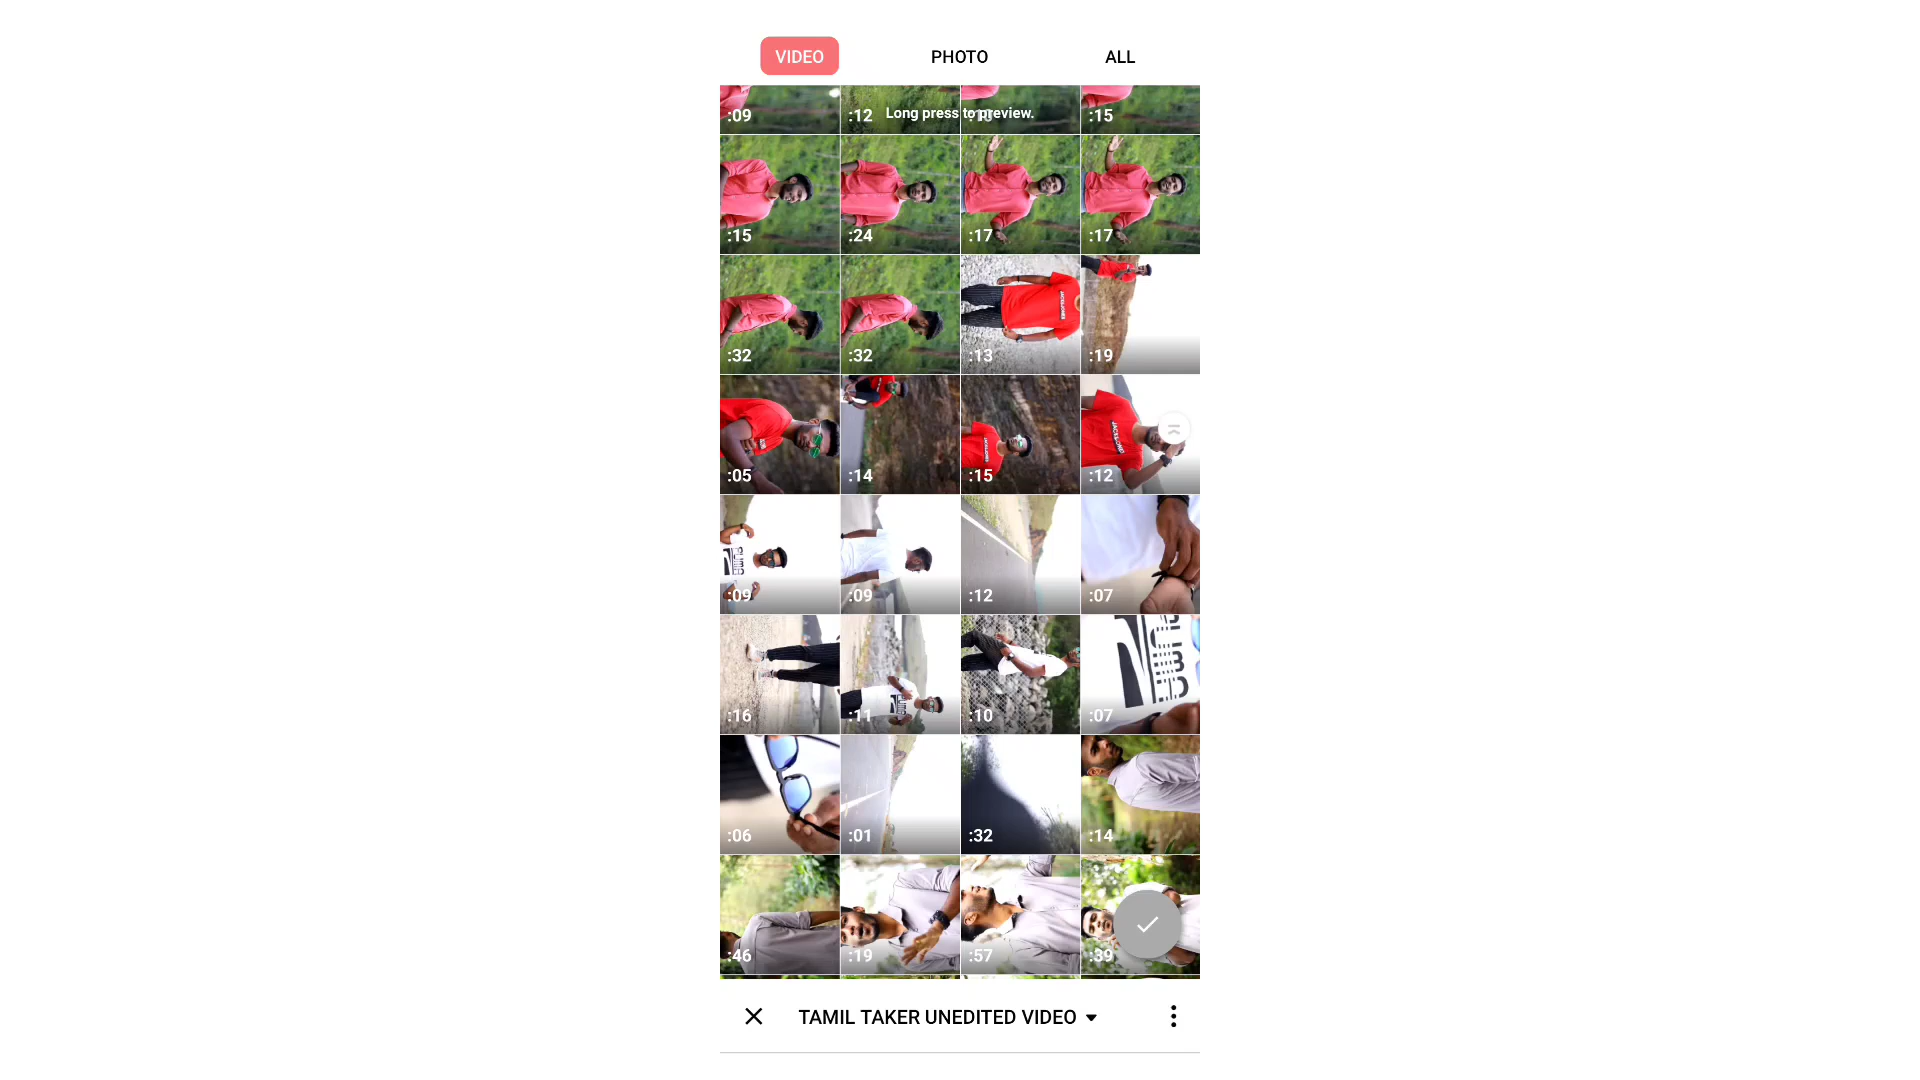 VIDEO PHOTO ALL
:09 :12 :15
Long press to preview.
:15 :24 :17 :17
:32 :32 :13 :19
:05 :14 :15 :12
:09 :09 :12 :07
:16 :11 :10 :07
:06 :01 :32 :14
:46 :19 :57 :39
TAMIL TAKER UNEDITED VIDEO